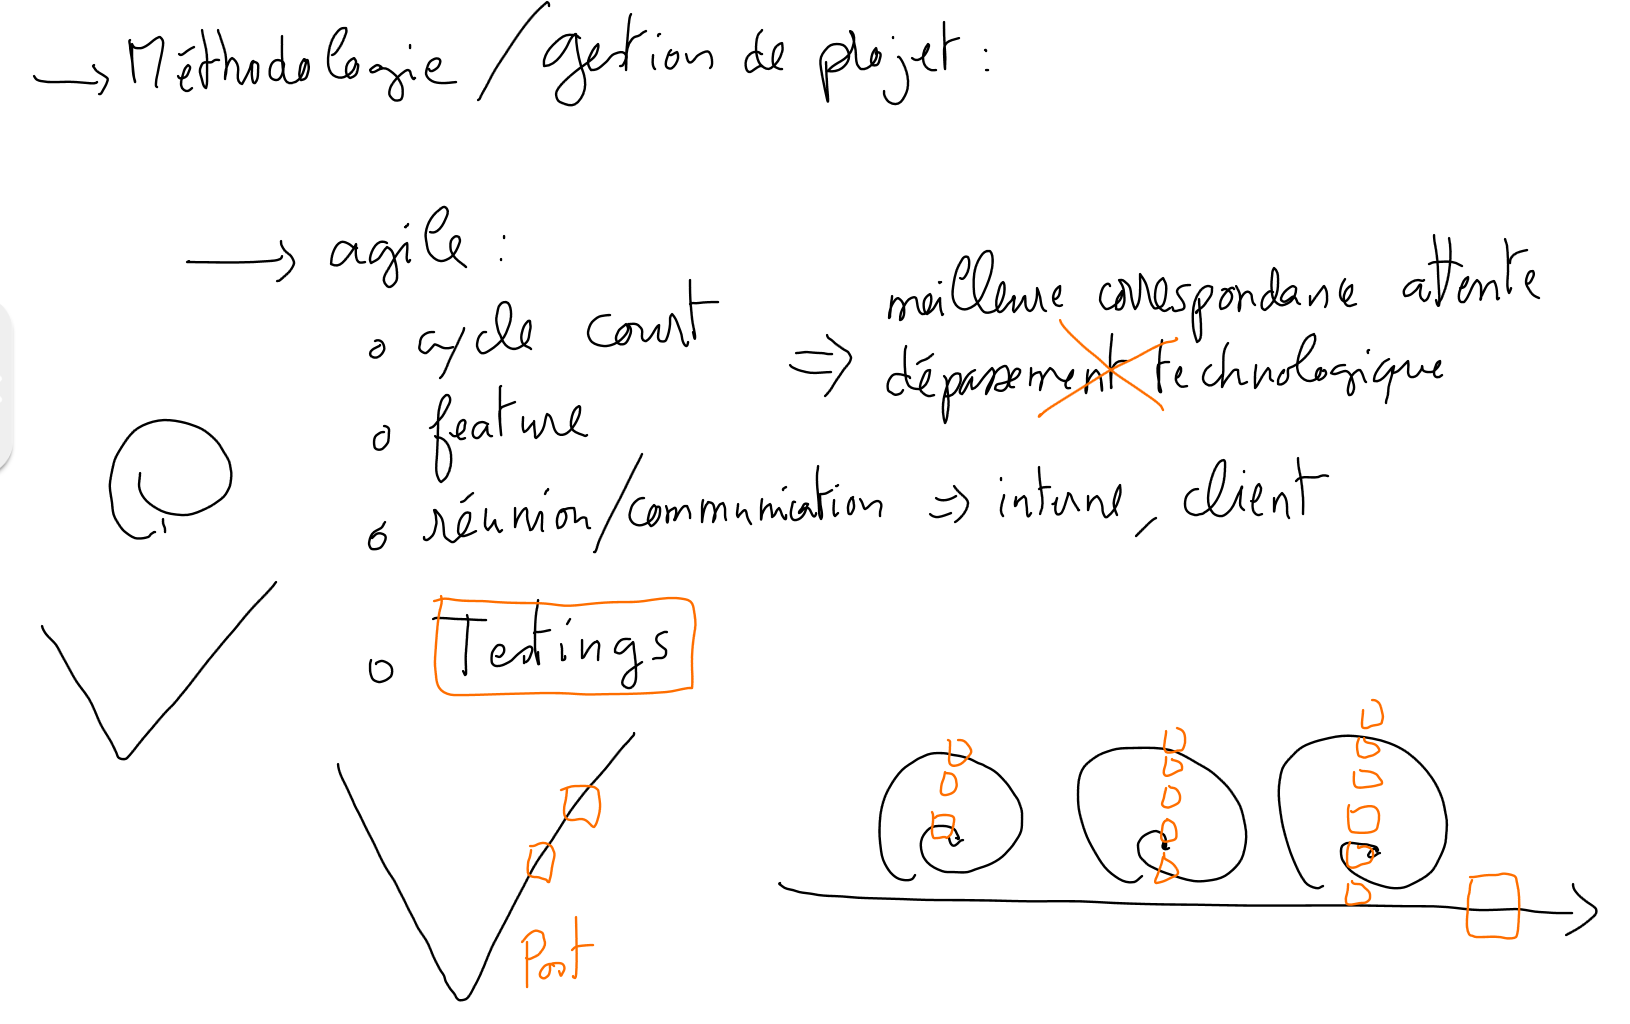 → Méthodologie / gestion de projet :
→ agile :
o cycle court
⇒ meilleure correspondance attente
dépassement technologique
o feature
o réunion/communication ⇒ interne, client
o Testings
Post